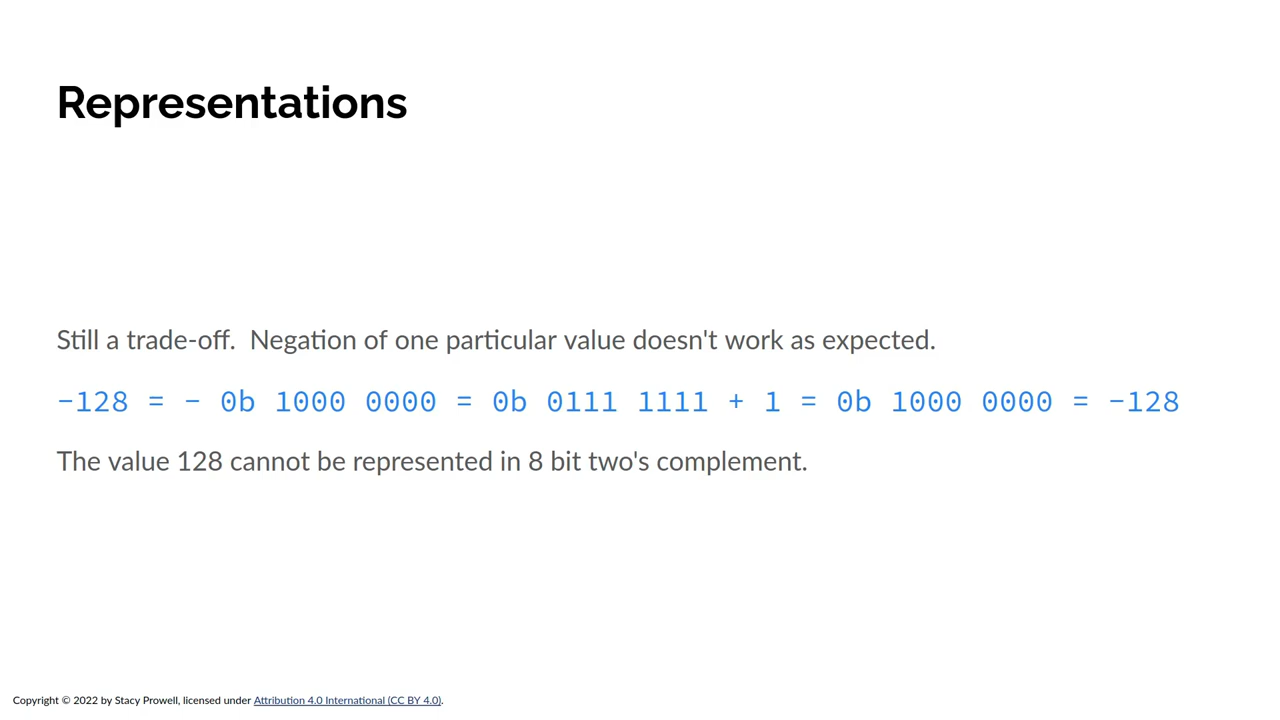 Representations
Still a trade-off.  Negation of one particular value doesn't work as expected.
−128 = − 0b 1000 0000 = 0b 0111 1111 + 1 = 0b 1000 0000 = −128
The value 128 cannot be represented in 8 bit two's complement.
Copyright © 2022 by Stacy Prowell, licensed under Attribution 4.0 International (CC BY 4.0).